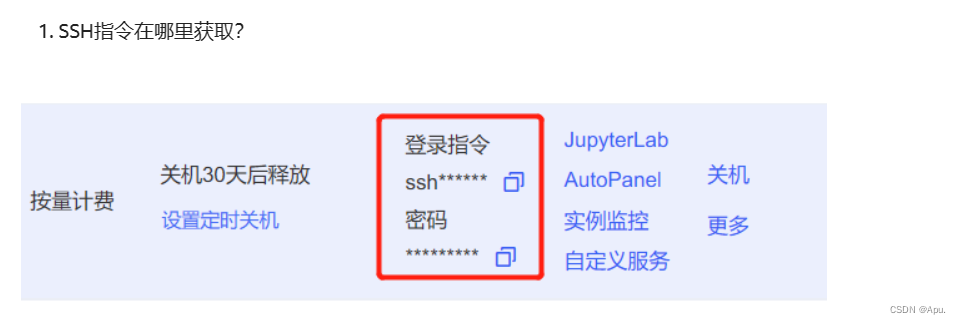 1. SSH指令在哪里获取?
按量计费
关机30天后释放
设置定时关机
登录指令
ssh******
密码
*********
JupyterLab
AutoPanel
实例监控
自定义服务
关机
更多
CSDN @Apu.